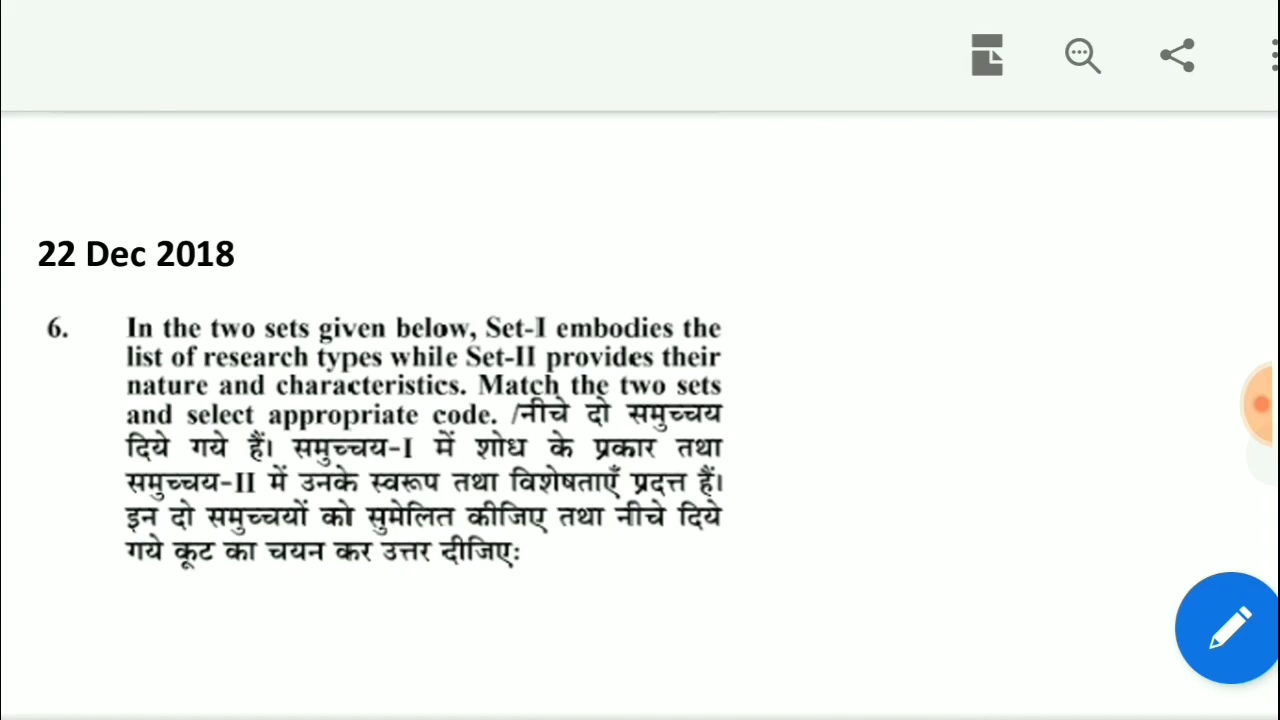 22 Dec 2018
6. In the two sets given below, Set-I embodies the
list of research types while Set-II provides their
nature and characteristics. Match the two sets
and select appropriate code. /नीचे दो समुच्चय
दिये गये हैं। समुच्चय-I में शोध के प्रकार तथा
समुच्चय-II में उनके स्वरूप तथा विशेषताएँ प्रदत्त हैं।
इन दो समुच्चयों को सुमेलित कीजिए तथा नीचे दिये
गये कूट का चयन कर उत्तर दीजिए: